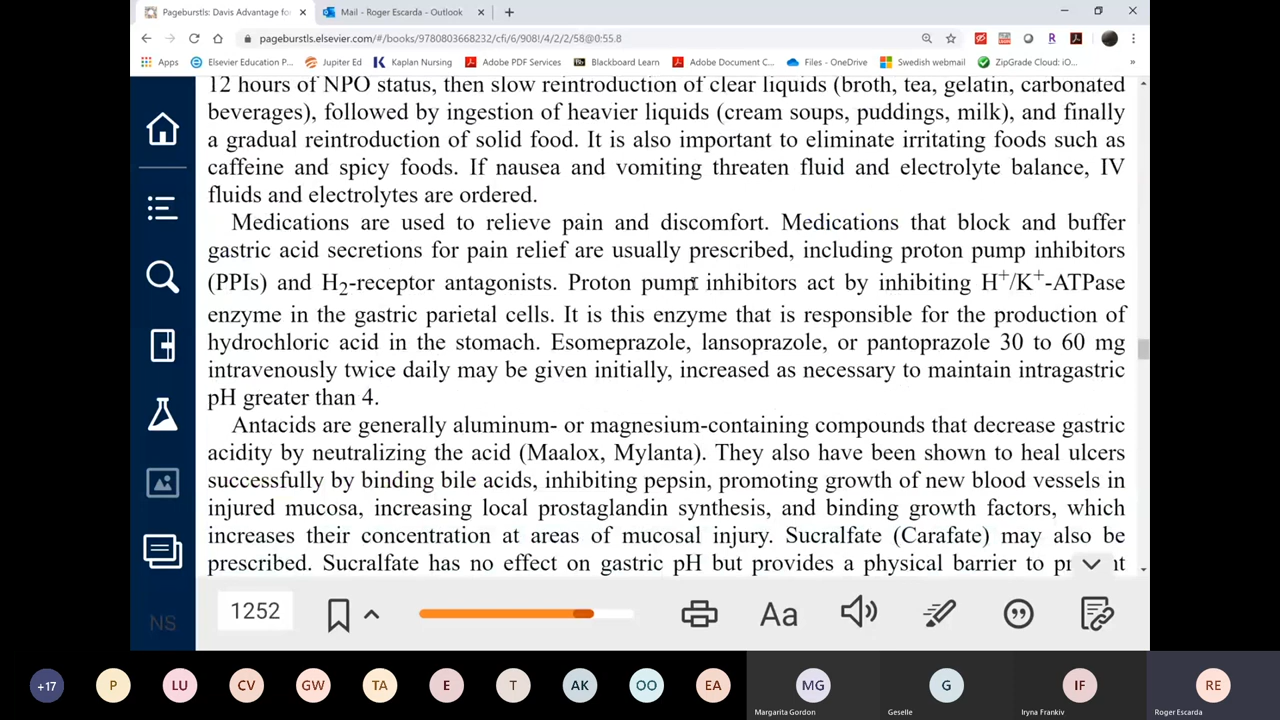 Pageburstls: Davis Advantage fo
Mail - Roger Escarda - Outlook
pageburstls.elsevier.com/#/books/9780803668232/cfi/6/908!/4/2/2/58@0:55.8
Apps
Elsevier Education P...
Jupiter Ed
Kaplan Nursing
Adobe PDF Services
Blackboard Learn
Adobe Document C...
Files - OneDrive
Swedish webmail
ZipGrade Cloud: iO...
12 hours of NPO status, then slow reintroduction of clear liquids (broth, tea, gelatin, carbonated
beverages), followed by ingestion of heavier liquids (cream soups, puddings, milk), and finally
a gradual reintroduction of solid food. It is also important to eliminate irritating foods such as
caffeine and spicy foods. If nausea and vomiting threaten fluid and electrolyte balance, IV
fluids and electrolytes are ordered.
Medications are used to relieve pain and discomfort. Medications that block and buffer
gastric acid secretions for pain relief are usually prescribed, including proton pump inhibitors
(PPIs) and H2-receptor antagonists. Proton pump inhibitors act by inhibiting H+/K+-ATPase
enzyme in the gastric parietal cells. It is this enzyme that is responsible for the production of
hydrochloric acid in the stomach. Esomeprazole, lansoprazole, or pantoprazole 30 to 60 mg
intravenously twice daily may be given initially, increased as necessary to maintain intragastric
pH greater than 4.
Antacids are generally aluminum- or magnesium-containing compounds that decrease gastric
acidity by neutralizing the acid (Maalox, Mylanta). They also have been shown to heal ulcers
successfully by binding bile acids, inhibiting pepsin, promoting growth of new blood vessels in
injured mucosa, increasing local prostaglandin synthesis, and binding growth factors, which
increases their concentration at areas of mucosal injury. Sucralfate (Carafate) may also be
prescribed. Sucralfate has no effect on gastric pH but provides a physical barrier to
NS
1252
Aa
+17
P
LU
CV
GW
TA
E
T
AK
OO
EA
MG
G
IF
RE
Margarita Gordon
Geselle
Iryna Frankiv
Roger Escarda